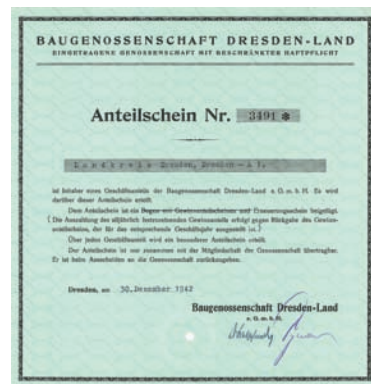 BAUGENOSSENSCHAFT DRESDEN-LAND
EINGETRAGENE GENOSSENSCHAFT MIT BESCHRÄNKTER HAFTPFLICHT
Anteilschein Nr. 3491 *
Landkreis Dresden, Dresden - A 1.
ist Inhaber eines Geschäftsanteils der Baugenossenschaft Dresden-Land e. G. m. b. H. Es wird
darüber dieser Anteilschein erteilt.
Dem Anteilschein ist ein Bogen mit Gewinnanteilscheinen und Erneuerungsschein beigefügt.
(Die Auszahlung des alljährlich festzusetzenden Gewinnanteils erfolgt gegen Rückgabe des Gewinn-
anteilscheins, der für das entsprechende Geschäftsjahr ausgestellt ist.)
Über jeden Geschäftsanteil wird ein besonderer Anteilschein erteilt.
Der Anteilschein ist nur zusammen mit der Mitgliedschaft der Genossenschaft übertragbar.
Er ist beim Ausscheiden an die Genossenschaft zurückzugeben.
Dresden, am 30. Dezember 1942
Baugenossenschaft Dresden-Land
e. G. m. b. H.